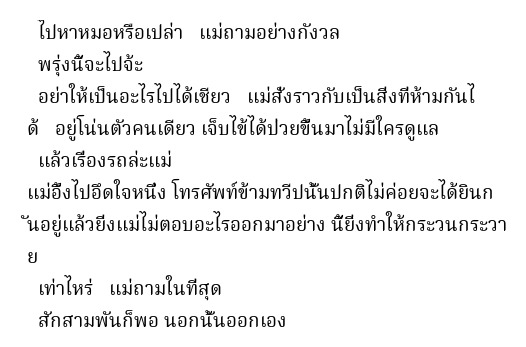 ไปหาหมอหรือเปล่า แม่ถามอย่างกังวล
พรุ่งนี้จะไปจ้ะ
อย่าให้เป็นอะไรไปได้เชียว แม่สั่งราวกับเป็นสิ่งที่ห้ามกันไ
ด้ อยู่โน่นตัวคนเดียว เจ็บไข้ได้ป่วยขึ้นมาไม่มีใครดูแล
แล้วเรื่องรถล่ะแม่
แม่อึ้งไปอึดใจหนึ่ง โทรศัพท์ข้ามทวีปนั้นปกติไม่ค่อยจะได้ยินก
ันอยู่แล้วยิ่งแม่ไม่ตอบอะไรออกมาอย่าง นี้ยิ่งทำให้กระวนกระวา
ย
เท่าไหร่ แม่ถามในที่สุด
สักสามพันก็พอ นอกนั้นออกเอง